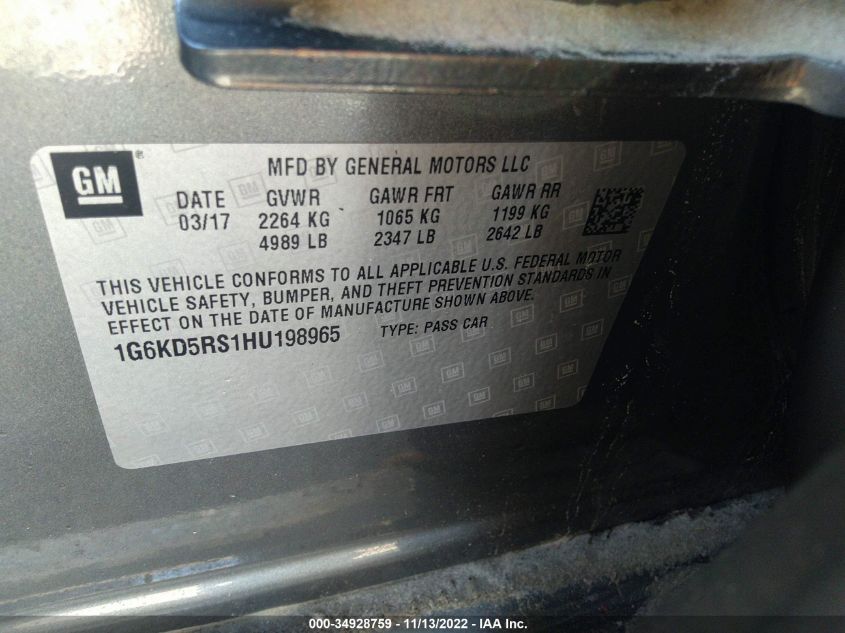 GM
MFD BY GENERAL MOTORS LLC
DATE GVWR GAWR FRT GAWR RR
03/17 2264 KG 1065 KG 1199 KG
4989 LB 2347 LB 2642 LB
THIS VEHICLE CONFORMS TO ALL APPLICABLE U.S. FEDERAL MOTOR
VEHICLE SAFETY, BUMPER, AND THEFT PREVENTION STANDARDS IN
EFFECT ON THE DATE OF MANUFACTURE SHOWN ABOVE.
1G6KD5RS1HU198965 TYPE: PASS CAR
000-34928759 - 11/13/2022 - IAA Inc.